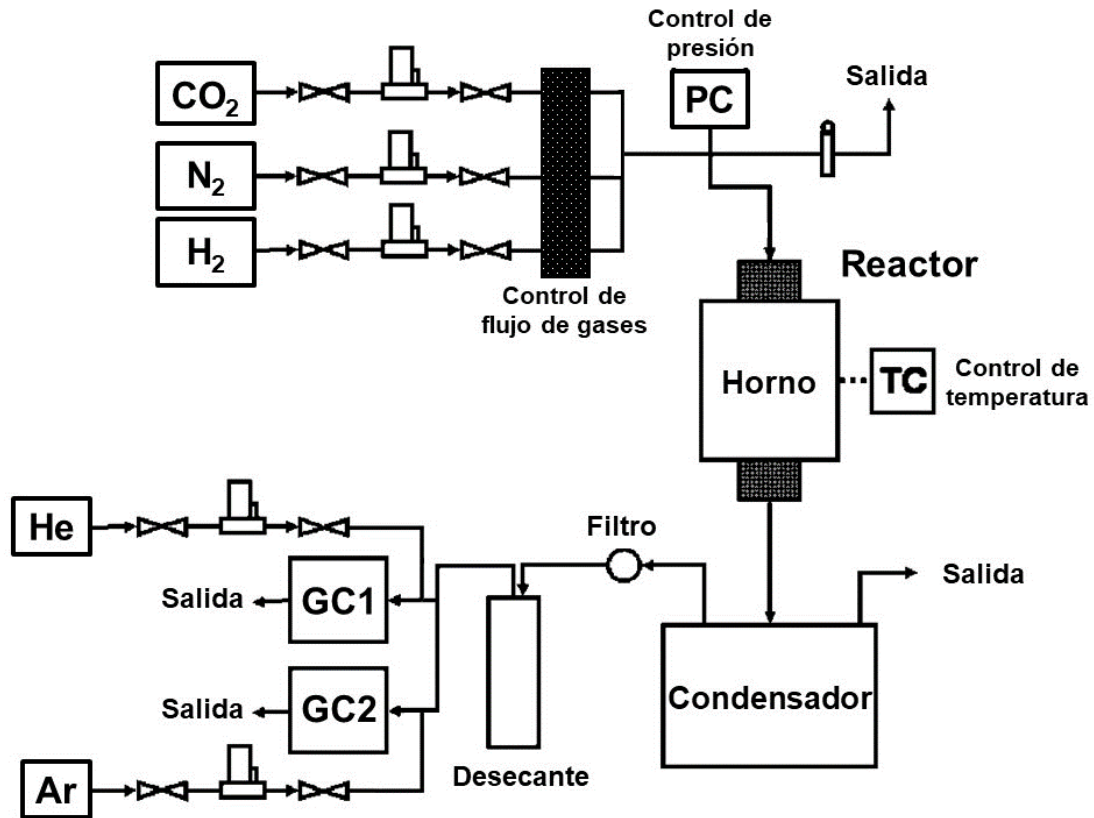 Control de
presión
PC
Salida
CO₂
N₂
H₂
Control de
flujo de gases
Reactor
Horno
TC
Control de
temperatura
He
Filtro
Salida
GC1
Salida
Salida
GC2
Condensador
Desecante
Ar